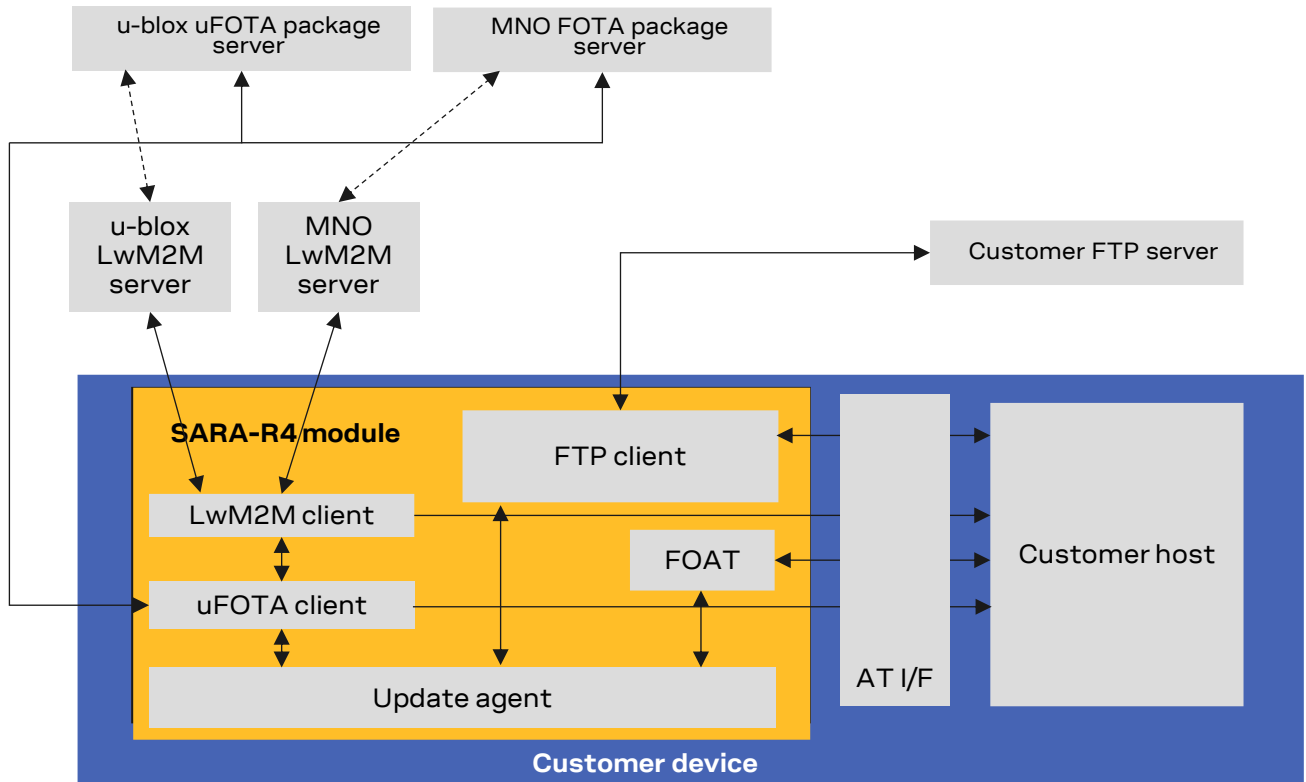 u-blox uFOTA package
server
MNO FOTA package
server
u-blox
LwM2M
server
MNO
LwM2M
server
Customer FTP server
SARA-R4 module
FTP client
LwM2M client
FOAT
Customer host
uFOTA client
AT I/F
Update agent
Customer device